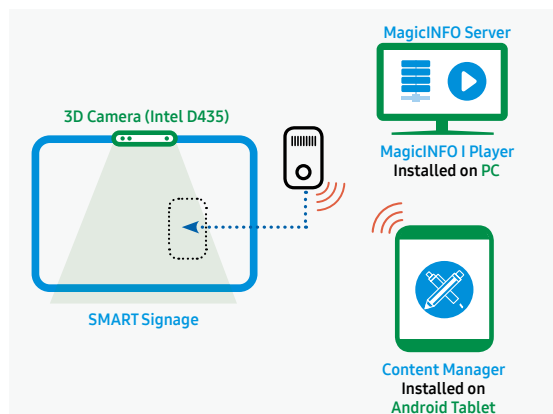 MagicINFO Server
3D Camera (Intel D435)
MagicINFO I Player
Installed on PC
SMART Signage
Content Manager
Installed on
Android Tablet